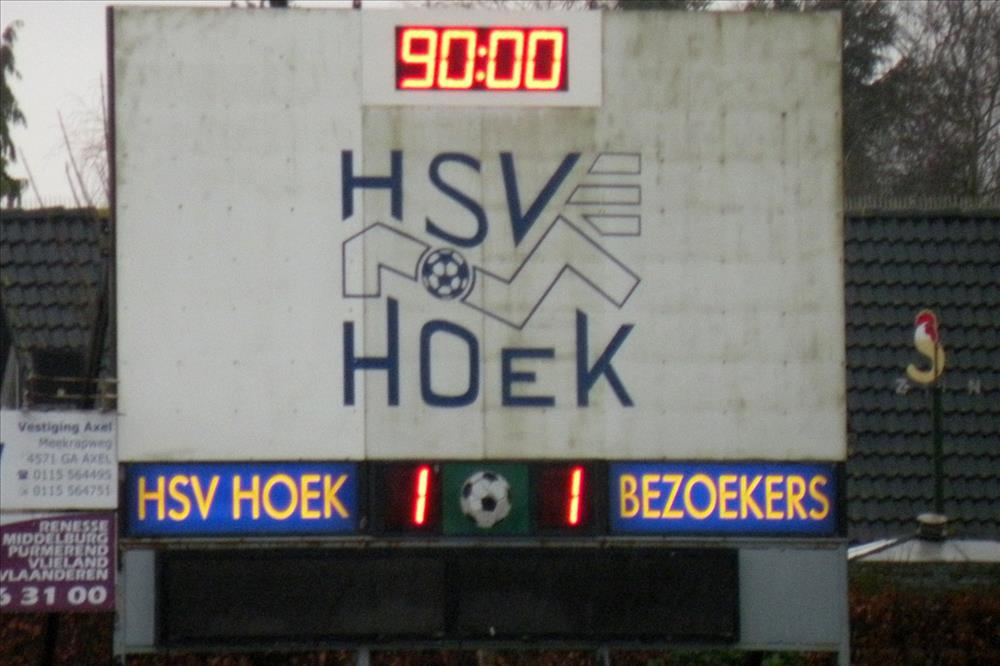 90:00
HSV
HOEK
HSV HOEK 1 1 BEZOEKERS
Vestiging Axel
Meekrapweg
4571 GA AXEL
☎ 0115 564495
0115 564751
RENESSE
MIDDELBURG
PURMEREND
VLIELAND
VLAANDEREN
6 31 00
Z N